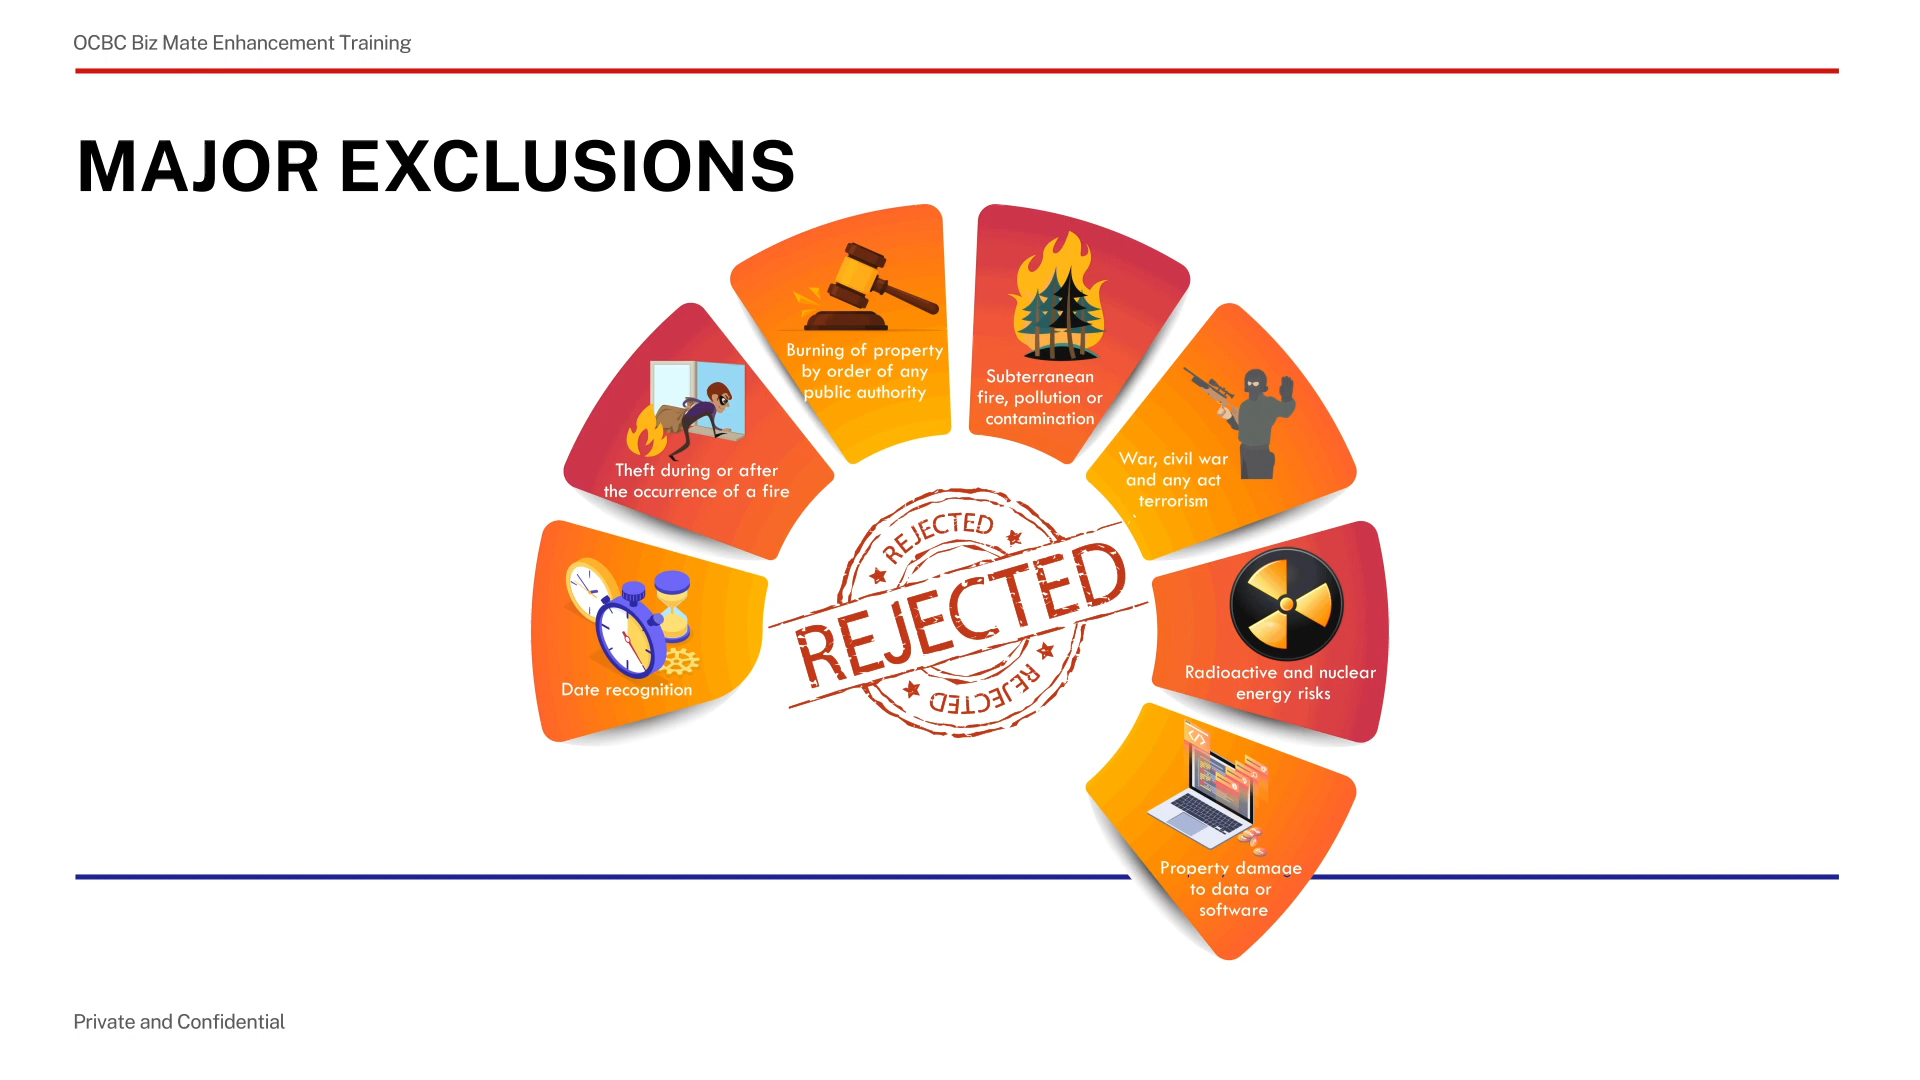 OCBC Biz Mate Enhancement Training
MAJOR EXCLUSIONS
Date recognition
Theft during or after
the occurrence of a fire
Burning of property
by order of any
public authority
Subterranean
fire, pollution or
contamination
War, civil war
and any act
terrorism
Radioactive and nuclear
energy risks
</>
Property damage
to data or
software
REJECTED
REJECTED
REJECTED
Private and Confidential